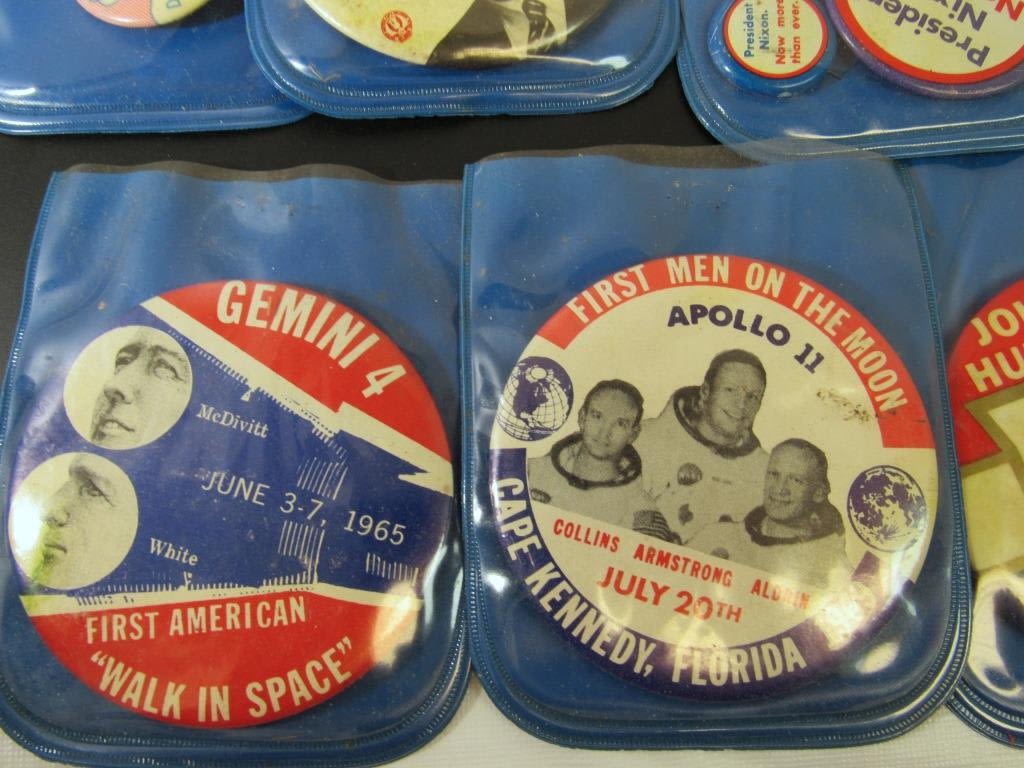 President
Nixon.
Now more
than ever.
President
Nixon
GEMINI 4
McDivitt
JUNE 3-7, 1965
White
FIRST AMERICAN
"WALK IN SPACE"
FIRST MEN ON THE MOON
APOLLO 11
COLLINS ARMSTRONG ALDRIN
JULY 20TH
CAPE KENNEDY, FLORIDA
HU